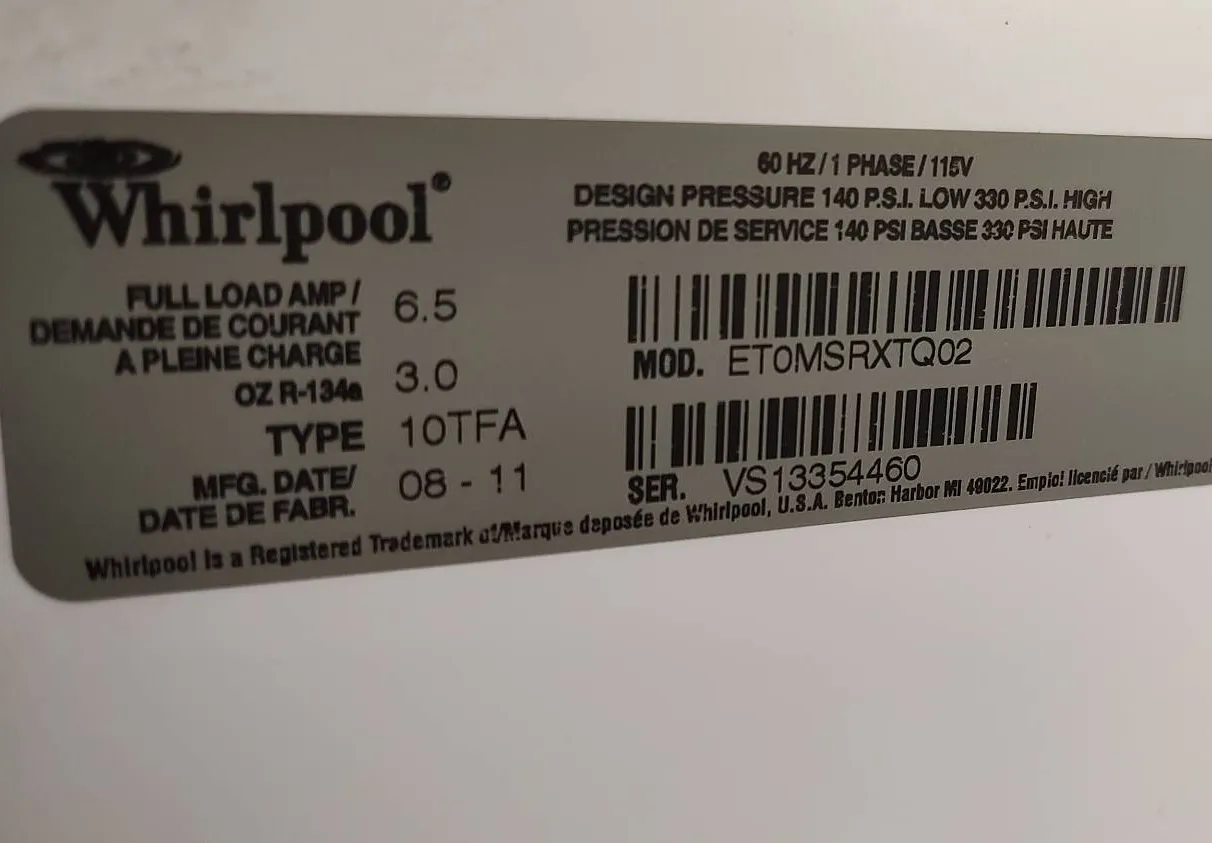 Whirlpool®
60 HZ / 1 PHASE / 115V
DESIGN PRESSURE 140 P.S.I. LOW 330 P.S.I. HIGH
PRESSION DE SERVICE 140 PSI BASSE 330 PSI HAUTE
FULL LOAD AMP /
DEMANDE DE COURANT
A PLEINE CHARGE 6.5
OZ R-134a 3.0
TYPE 10TFA
MFG. DATE/
DATE DE FABR. 08 - 11
MOD. ET0MSRXTQ02
SER. VS13354460
Whirlpool is a Registered Trademark of/Marque deposée de Whirlpool, U.S.A. Benton Harbor MI 49022. Emploi licencié par / Whirlpool